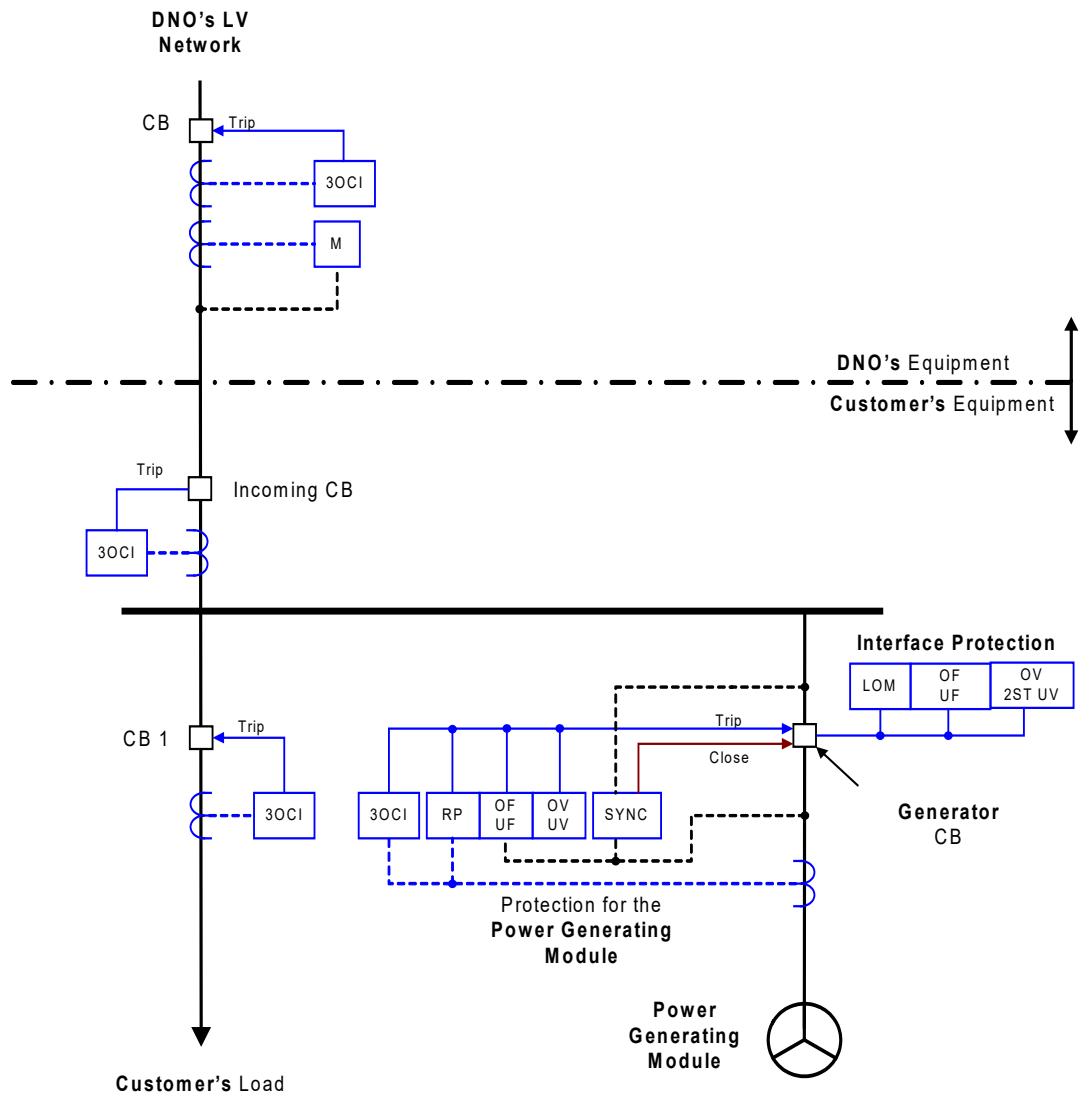 DNO's LV
Network
CB
Trip
3OCI
M
DNO's Equipment
Customer's Equipment
Trip
Incoming CB
3OCI
Interface Protection
LOM
OF
UF
OV
2ST UV
CB 1
Trip
3OCI
Trip
Close
3OCI
RP
OF
UF
OV
UV
SYNC
Generator
CB
Protection for the
Power Generating
Module
Power
Generating
Module
Customer's Load